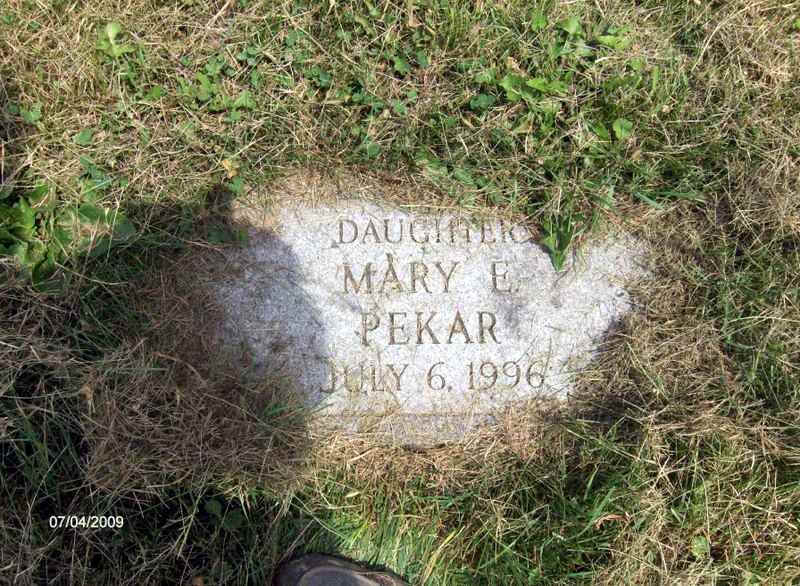 DAUGHTER
MARY E.
PEKAR
JULY 6, 1996
07/04/2009